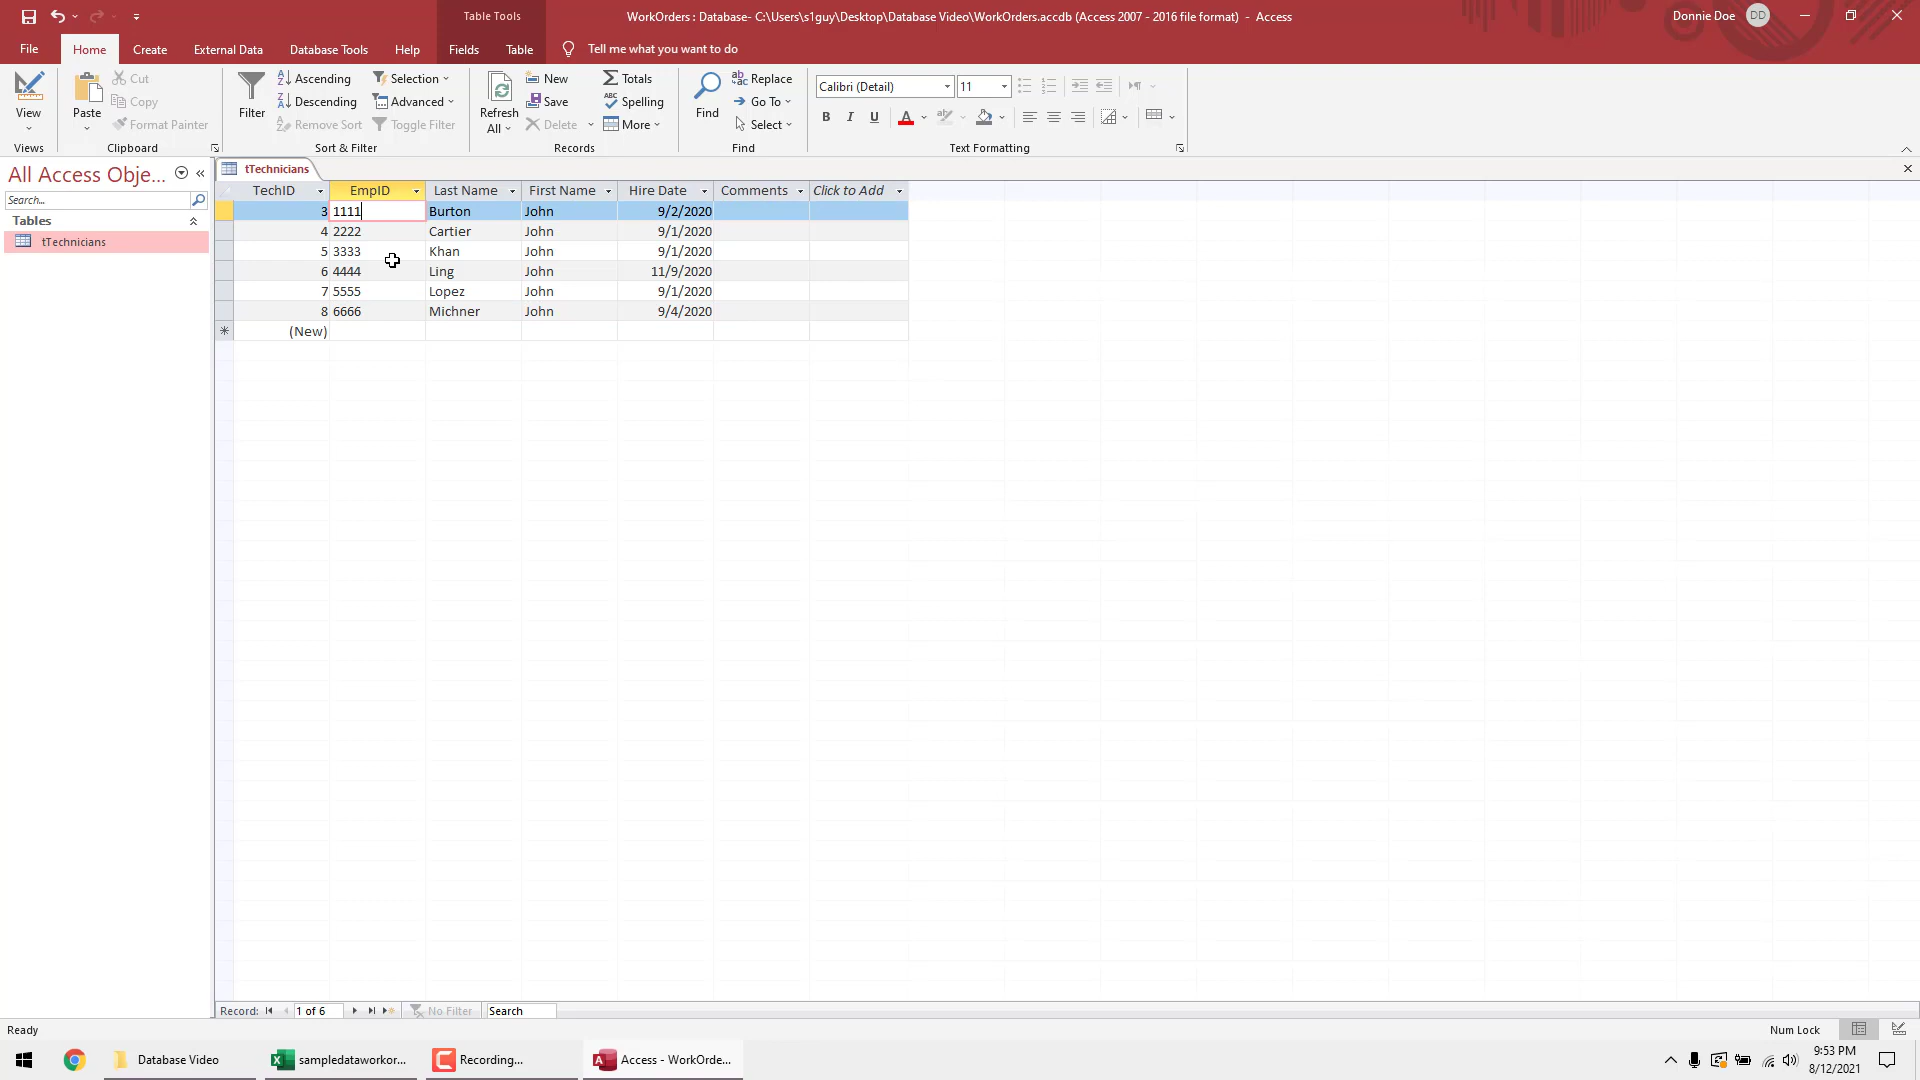 Table Tools
WorkOrders : Database- C:\Users\s1guy\Desktop\Database Video\WorkOrders.accdb (Access 2007 - 2016 file format) - Access
Donnie Doe DD
File Home Create External Data Database Tools Help Fields Table Tell me what you want to do
View
Views
Paste
Cut
Copy
Format Painter
Clipboard
Filter
Ascending
Descending
Remove Sort
Selection
Advanced
Toggle Filter
Sort & Filter
Refresh
All
New
Save
Delete
Totals
Spelling
More
Records
Find
Replace
Go To
Select
Find
Calibri (Detail) 11
B I U A
Text Formatting
All Access Obje...
Search...
Tables
tTechnicians
tTechnicians
TechID EmpID Last Name First Name Hire Date Comments Click to Add
3 1111 Burton John 9/2/2020
4 2222 Cartier John 9/1/2020
5 3333 Khan John 9/1/2020
6 4444 Ling John 11/9/2020
7 5555 Lopez John 9/1/2020
8 6666 Michner John 9/4/2020
(New)
Record: 1 of 6 No Filter Search
Ready
Num Lock
Database Video sampledataworkor... Recording... Access - WorkOrde...
9:53 PM
8/12/2021